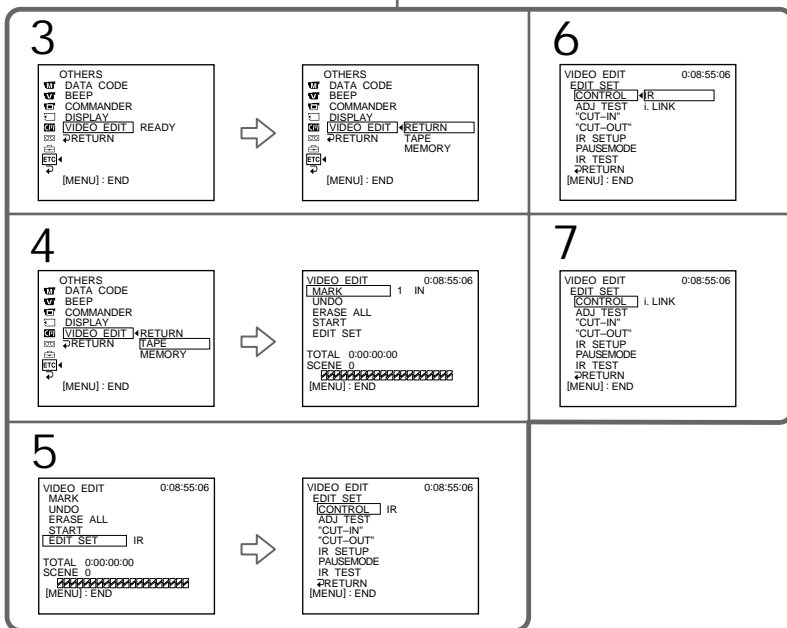 3
OTHERS
DATA CODE
BEEP
COMMANDER
DISPLAY
VIDEO EDIT READY
RETURN
ETC
[MENU] : END
OTHERS
DATA CODE
BEEP
COMMANDER
DISPLAY
VIDEO EDIT RETURN
RETURN TAPE
MEMORY
ETC
[MENU] : END
6
VIDEO EDIT 0:08:55:06
EDIT SET
CONTROL IR
ADJ TEST i. LINK
"CUT–IN"
"CUT–OUT"
IR SETUP
PAUSEMODE
IR TEST
RETURN
[MENU] : END
4
OTHERS
DATA CODE
BEEP
COMMANDER
DISPLAY
VIDEO EDIT RETURN
RETURN TAPE
MEMORY
ETC
[MENU] : END
VIDEO EDIT 0:08:55:06
MARK 1 IN
UNDO
ERASE ALL
START
EDIT SET
TOTAL 0:00:00:00
SCENE 0
[MENU] : END
7
VIDEO EDIT 0:08:55:06
EDIT SET
CONTROL i. LINK
ADJ TEST
"CUT–IN"
"CUT–OUT"
IR SETUP
PAUSEMODE
IR TEST
RETURN
[MENU] : END
5
VIDEO EDIT 0:08:55:06
MARK
UNDO
ERASE ALL
START
EDIT SET IR
TOTAL 0:00:00:00
SCENE 0
[MENU] : END
VIDEO EDIT 0:08:55:06
EDIT SET
CONTROL IR
ADJ TEST
"CUT–IN"
"CUT–OUT"
IR SETUP
PAUSEMODE
IR TEST
RETURN
[MENU] : END